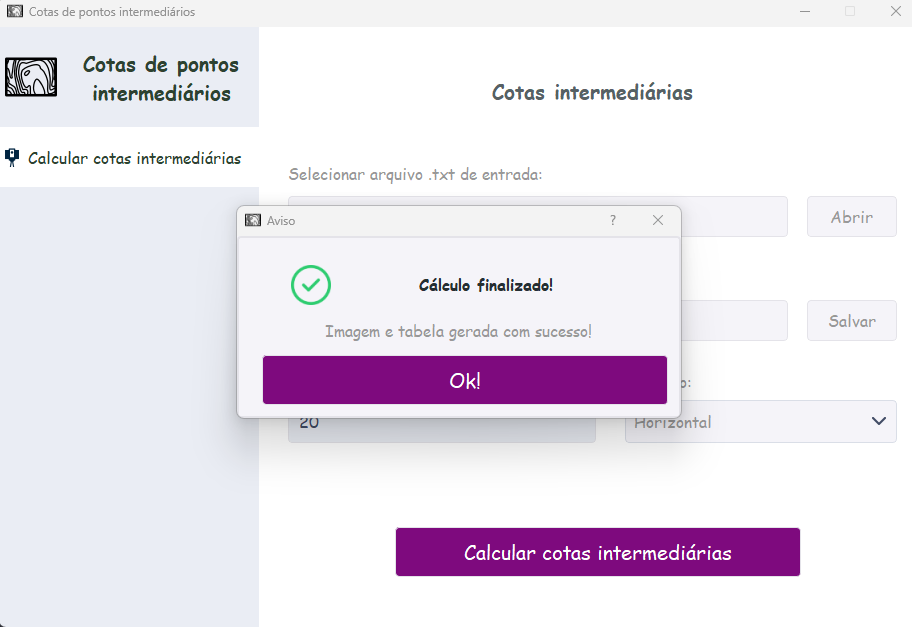 Cotas de pontos intermediários
Cotas de pontos
intermediários
Calcular cotas intermediárias
Cotas intermediárias
Selecionar arquivo .txt de entrada:
Abrir
Aviso
?
Cálculo finalizado!
Imagem e tabela gerada com sucesso!
Ok!
Salvar
20
Horizontal
Calcular cotas intermediárias